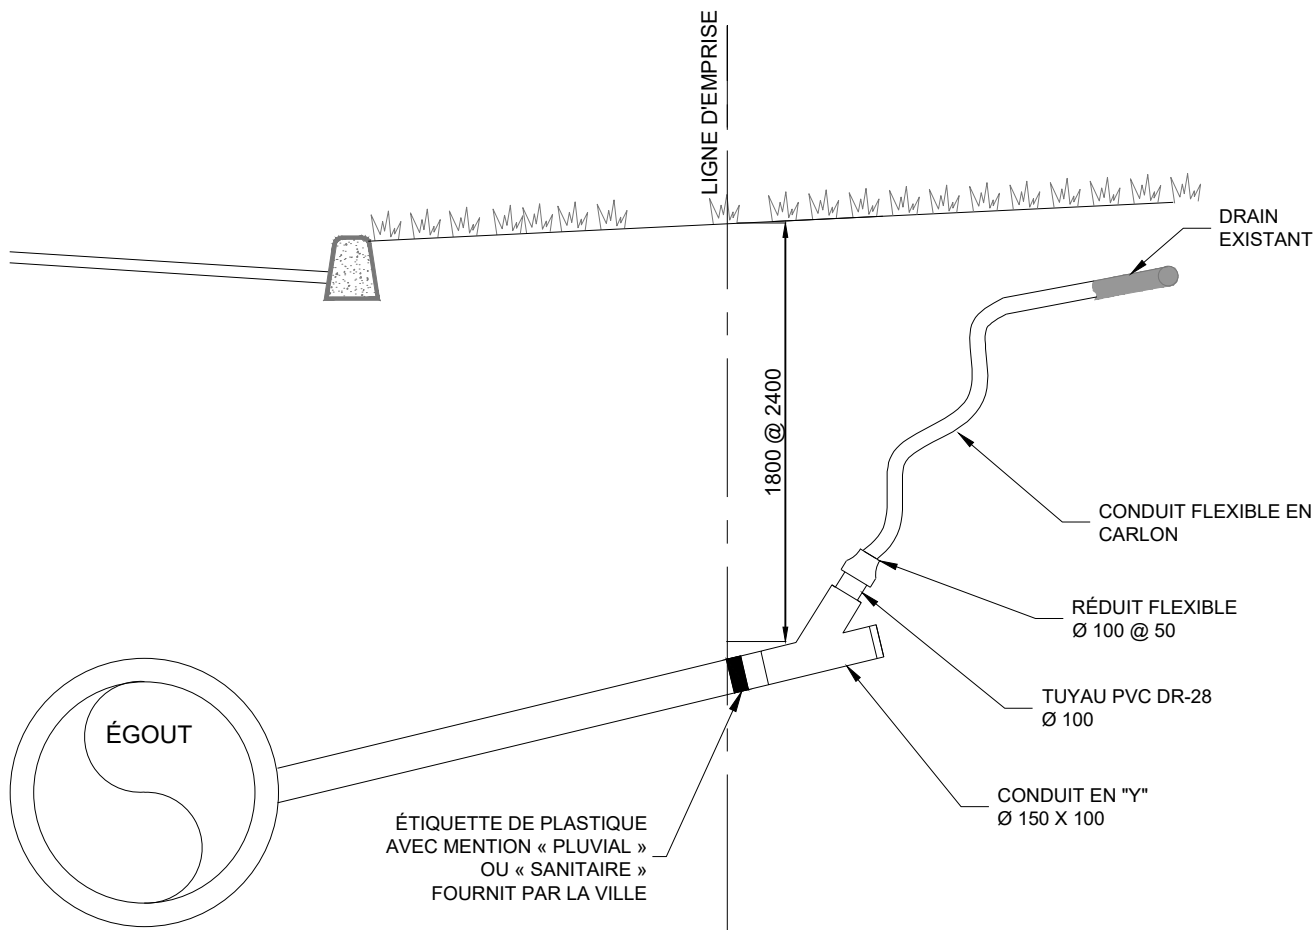 LIGNE D'EMPRISE
DRAIN
EXISTANT
1800 @ 2400
CONDUIT FLEXIBLE EN
CARLON
RÉDUIT FLEXIBLE
Ø 100 @ 50
TUYAU PVC DR-28
Ø 100
ÉGOUT
CONDUIT EN "Y"
Ø 150 X 100
ÉTIQUETTE DE PLASTIQUE
AVEC MENTION « PLUVIAL »
OU « SANITAIRE »
FOURNIT PAR LA VILLE